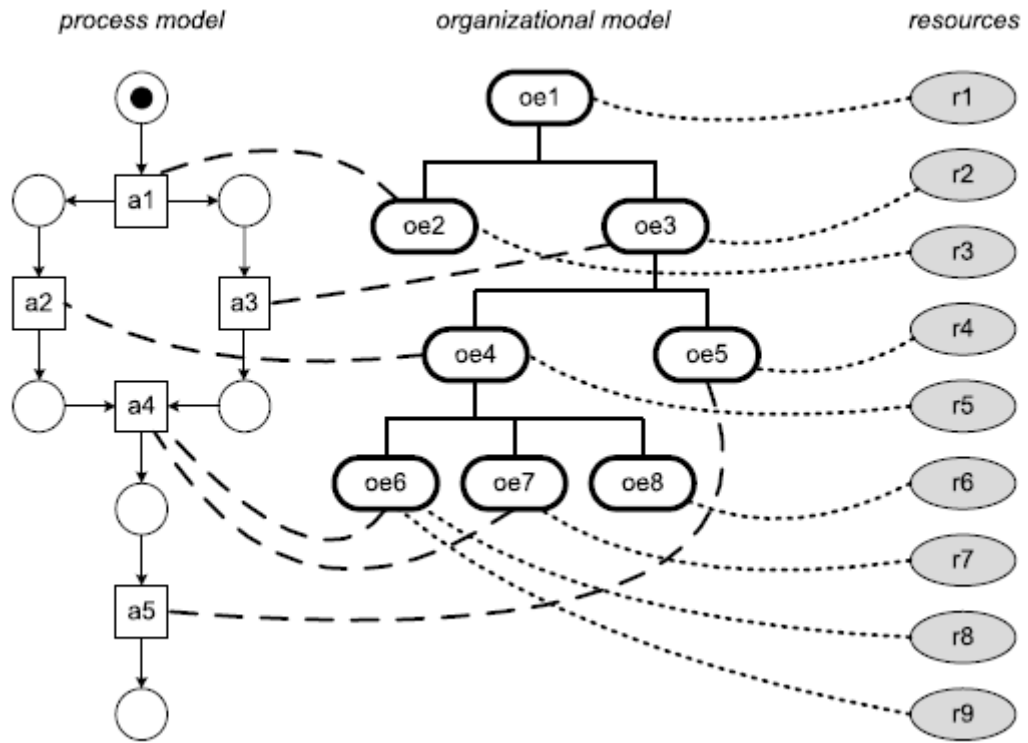 process model organizational model resources
oe1 r1
r2
a1
oe2 oe3
r3
a2 a3
r4
oe4 oe5
a4 r5
oe6 oe7 oe8 r6
r7
a5
r8
r9